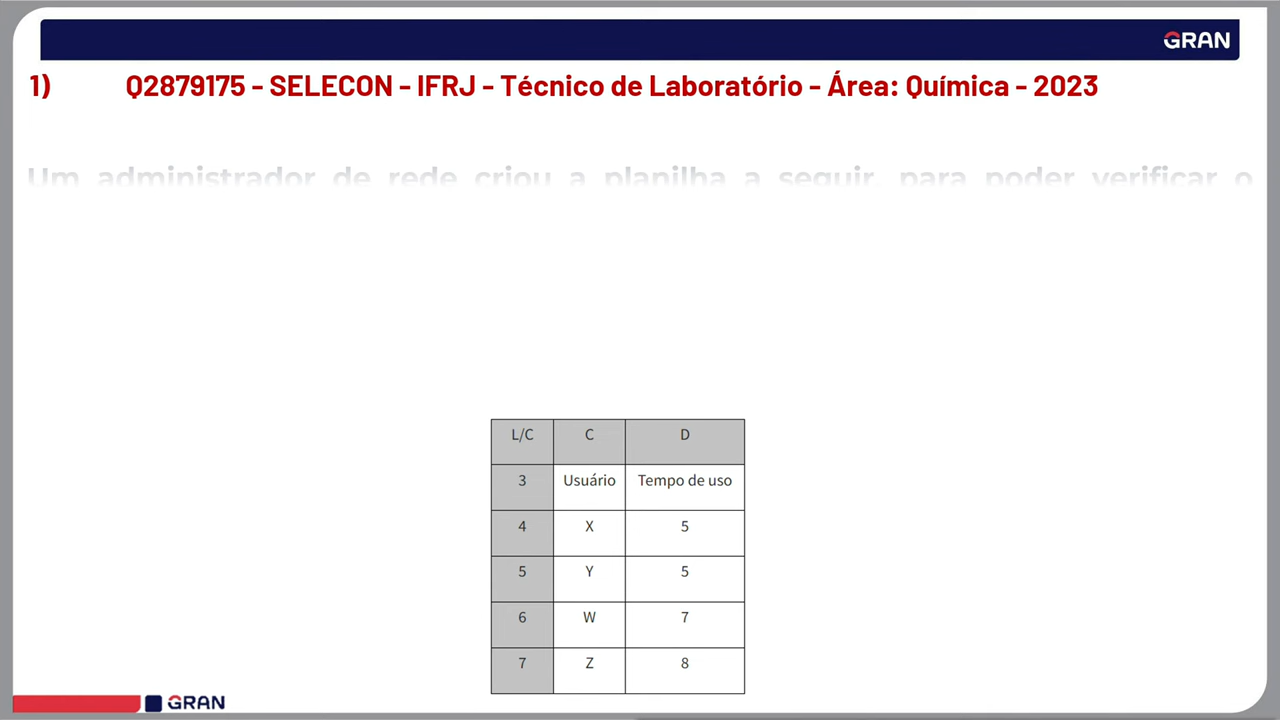 GRAN
1) Q2879175 - SELECON - IFRJ - Técnico de Laboratório - Área: Química - 2023
Um administrador de rede criou a planilha a seguir, para poder verificar o
L/C C D
3 Usuário Tempo de uso
4 X 5
5 Y 5
6 W 7
7 Z 8
GRAN